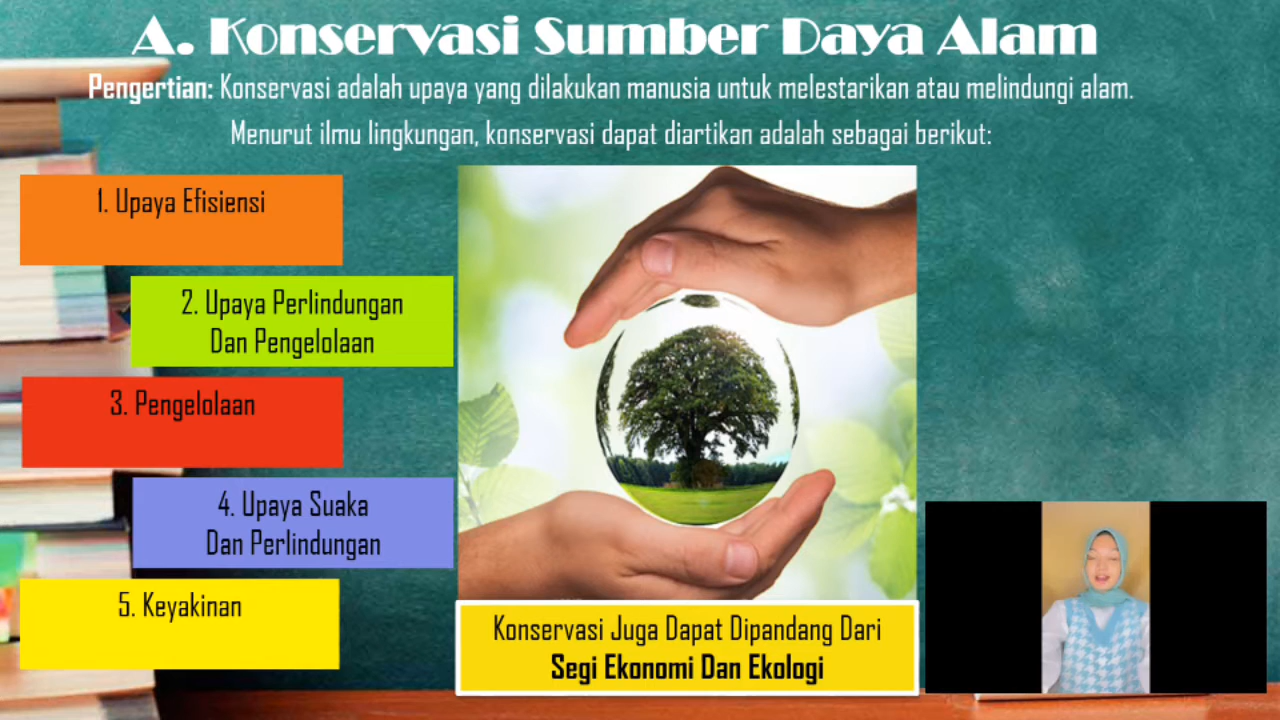 A. Konservasi Sumber Daya Alam
Pengertian: Konservasi adalah upaya yang dilakukan manusia untuk melestarikan atau melindungi alam.
Menurut ilmu lingkungan, konservasi dapat diartikan adalah sebagai berikut:
1. Upaya Efisiensi
2. Upaya Perlindungan
Dan Pengelolaan
3. Pengelolaan
4. Upaya Suaka
Dan Perlindungan
5. Keyakinan
Konservasi Juga Dapat Dipandang Dari
Segi Ekonomi Dan Ekologi